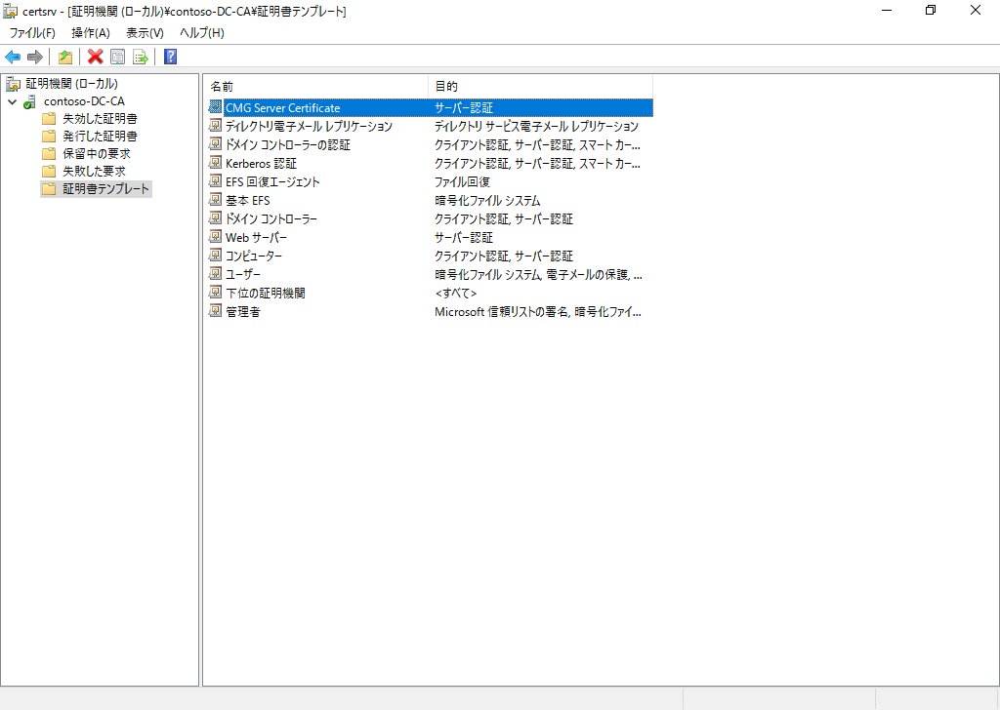 certsrv - [証明機関 (ローカル)¥contoso-DC-CA¥証明書テンプレート]
ファイル(F) 操作(A) 表示(V) ヘルプ(H)
証明機関 (ローカル)
contoso-DC-CA
失効した証明書
発行した証明書
保留中の要求
失敗した要求
証明書テンプレート
名前 目的
CMG Server Certificate サーバー認証
ディレクトリ電子メール レプリケーション ディレクトリ サービス電子メール レプリケーション
ドメイン コントローラーの認証 クライアント認証, サーバー認証, スマート カー...
Kerberos 認証 クライアント認証, サーバー認証, スマート カー...
EFS 回復エージェント ファイル回復
基本 EFS 暗号化ファイル システム
ドメイン コントローラー クライアント認証, サーバー認証
Web サーバー サーバー認証
コンピューター クライアント認証, サーバー認証
ユーザー 暗号化ファイル システム, 電子メールの保護, ...
下位の証明機関 <すべて>
管理者 Microsoft 信頼リストの署名, 暗号化ファイ...